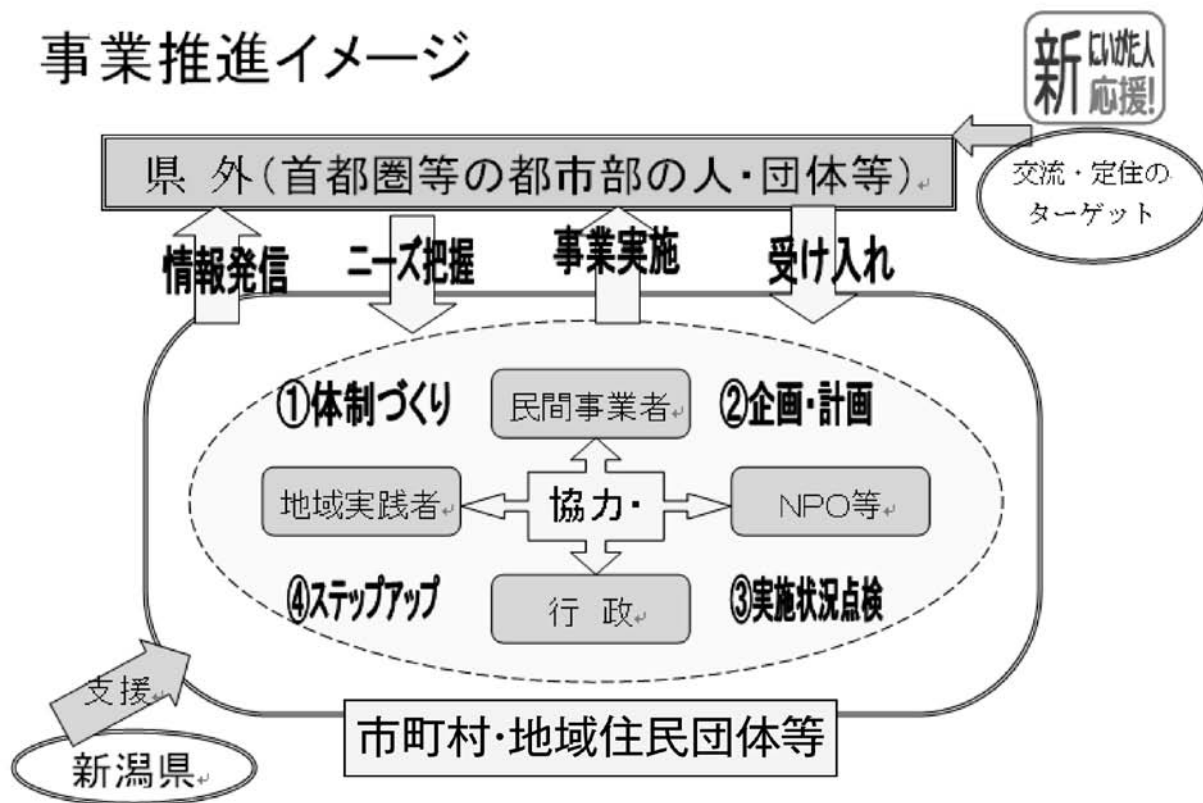 事業推進イメージ
新 にいがた人
応援!
県 外(首都圏等の都市部の人・団体等)
交流・定住の
ターゲット
情報発信
ニーズ把握
事業実施
受け入れ
①体制づくり
民間事業者
②企画・計画
地域実践者
協力・
NPO等
④ステップアップ
行 政
③実施状況点検
支援
市町村・地域住民団体等
新潟県